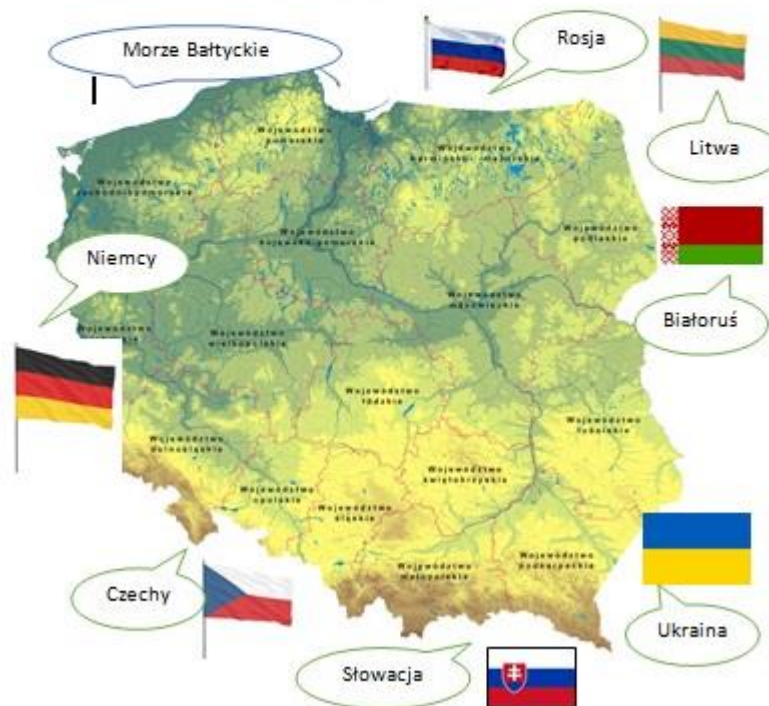 Morze Bałtyckie
Rosja
Litwa
Województwo
pomorskie
Województwo
warmińsko-mazurskie
Województwo
zachodniopomorskie
Województwo
podlaskie
Województwo
kujawsko-pomorskie
Niemcy
Województwo
mazowieckie
Białoruś
Województwo
Województwo
wielkopolskie
Województwo
łódzkie
Województwo
lubelskie
Województwo
dolnośląskie
Województwo
świętokrzyskie
Województwo
opolskie
Województwo
śląskie
Województwo
małopolskie
Województwo
podkarpackie
Czechy
Ukraina
Słowacja